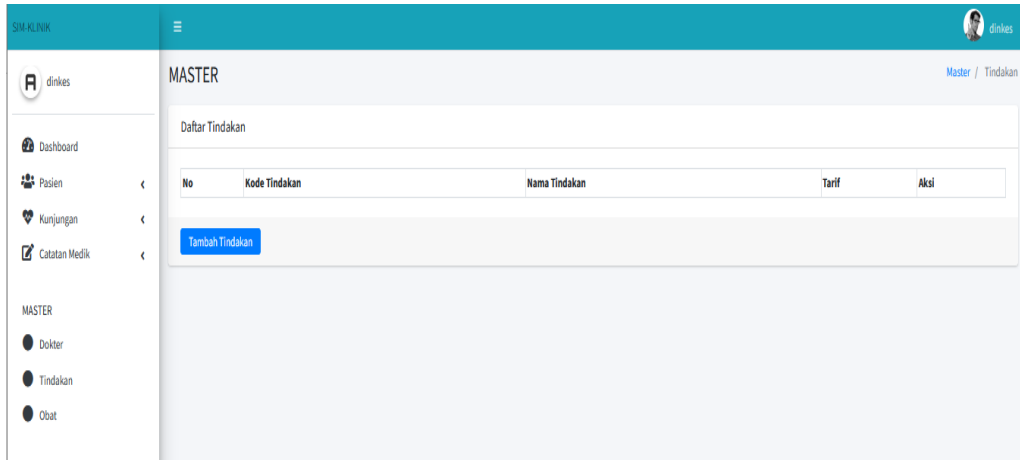 SIM-KLINIK
dinkes
dinkes
MASTER
Master / Tindakan
Daftar Tindakan
Dashboard
Pasien
Kunjungan
Catatan Medik
MASTER
Dokter
Tindakan
Obat
No Kode Tindakan Nama Tindakan Tarif Aksi
Tambah Tindakan